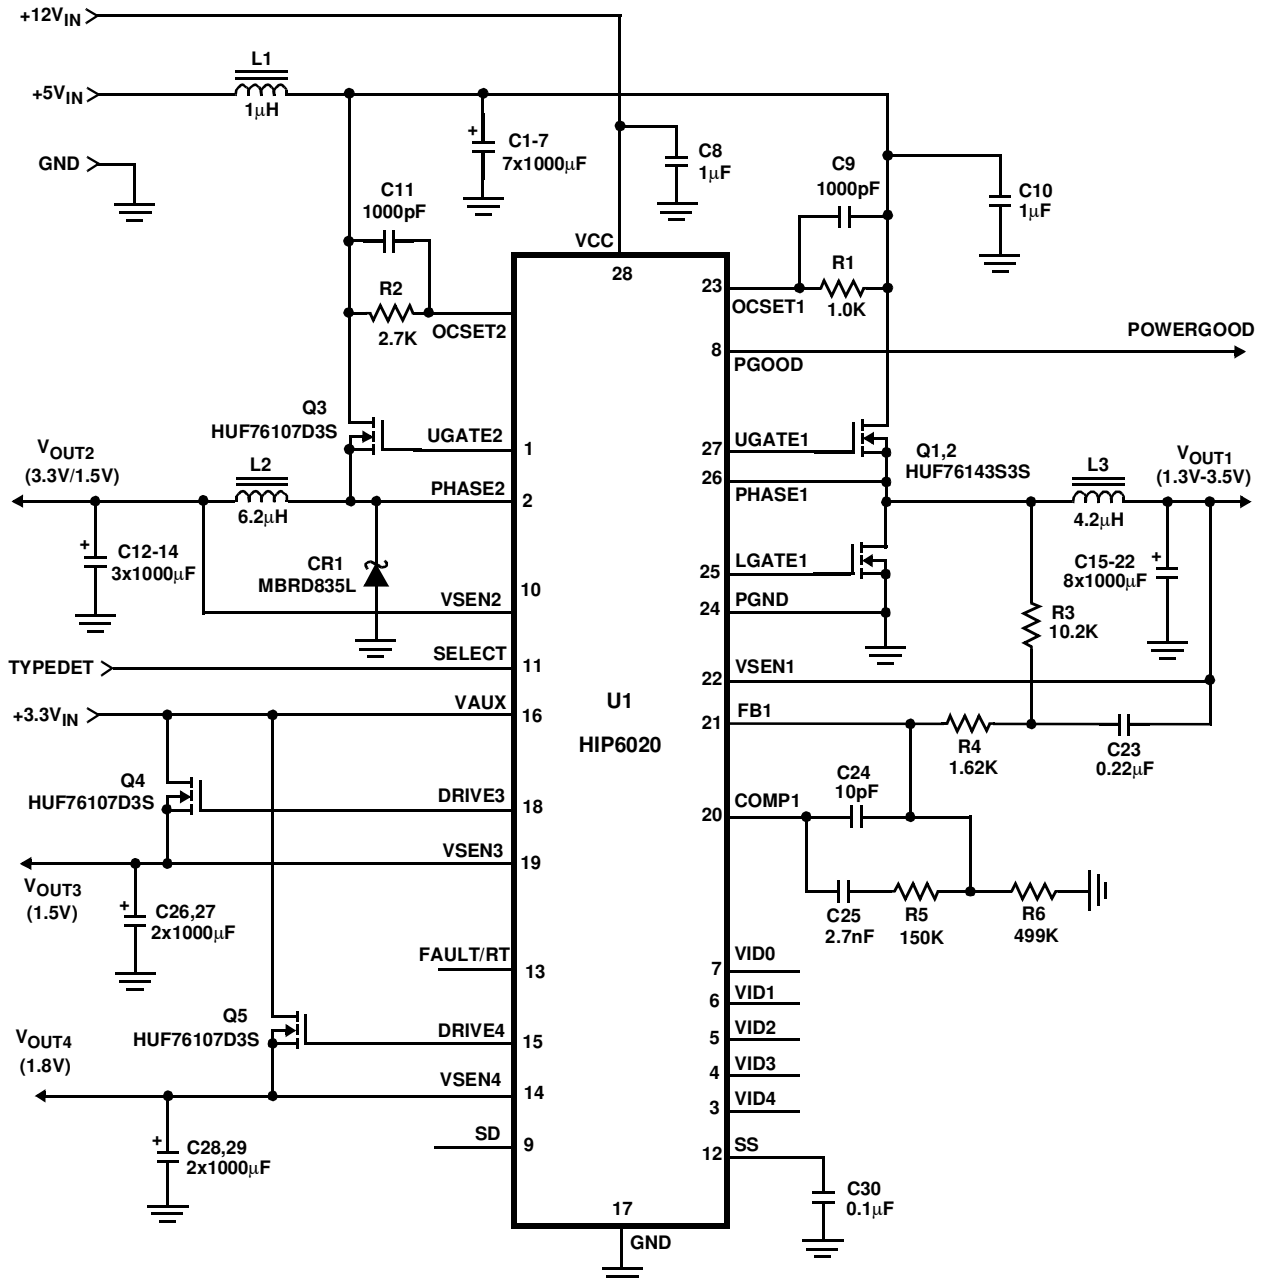 +12VIN
L1
+5VIN
1μH
GND
C1-7
7x1000μF
C8
1μF
C9
1000pF
C10
1μF
C11
1000pF
VCC
28
R2
2.7K
OCSET2
23
OCSET1
R1
1.0K
POWERGOOD
8
PGOOD
Q3
HUF76107D3S
UGATE2
1
27
UGATE1
Q1,2
HUF76143S3S
VOUT2
(3.3V/1.5V)
L2
6.2μH
PHASE2
2
26
PHASE1
L3
4.2μH
VOUT1
(1.3V-3.5V)
C12-14
3x1000μF
CR1
MBRD835L
25
LGATE1
C15-22
8x1000μF
VSEN2
10
24
PGND
R3
10.2K
TYPEDET
SELECT
11
22
VSEN1
+3.3VIN
VAUX
16
U1
HIP6020
21
FB1
R4
1.62K
C23
0.22μF
Q4
HUF76107D3S
DRIVE3
18
20
COMP1
C24
10pF
VSEN3
19
VOUT3
(1.5V)
C26,27
2x1000μF
C25
2.7nF
R5
150K
R6
499K
FAULT/RT
13
7
VID0
6
VID1
5
VID2
4
VID3
3
VID4
Q5
HUF76107D3S
DRIVE4
15
VOUT4
(1.8V)
VSEN4
14
C28,29
2x1000μF
SD
9
12
SS
C30
0.1μF
17
GND
+
+
+
+
+